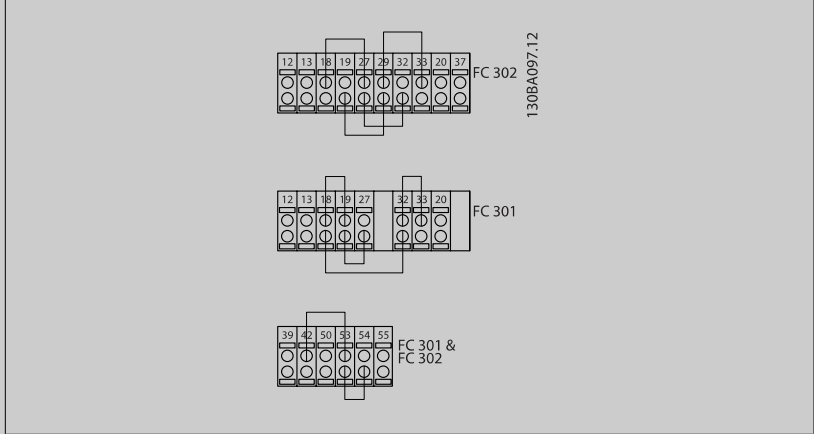 12 13 18 19 27 29 32 33 20 37
FC 302
130BA097.12
12 13 18 19 27 32 33 20
FC 301
39 42 50 53 54 55
FC 301 &
FC 302